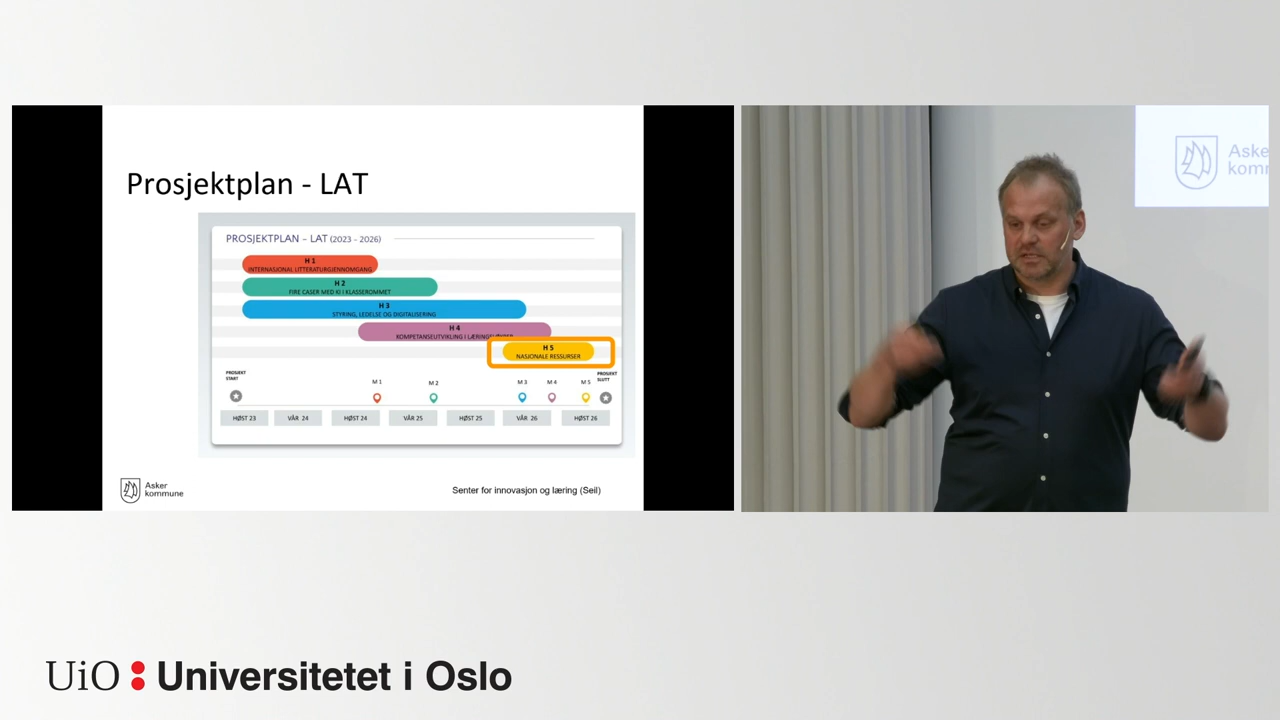 Prosjektplan - LAT
PROSJEKTPLAN – LAT (2023 - 2026)
H 1
INTERNASJONAL LITTERATURGJENNOMGANG
H 2
FIRE CASER MED KI I KLASSEROMMET
H 3
STYRING, LEDELSE OG DIGITALISERING
H 4
KOMPETANSEUTVIKLING I
H 5
NASJONALE RESSURSER
PROSJEKT
START
M 1
M 2
M 3
M 4
M 5
PROSJEKT
SLUTT
HØST 23
VÅR 24
HØST 24
VÅR 25
HØST 25
VÅR 26
HØST 26
Asker
kommune
Senter for innovasjon og læring (Seil)
Aske
komm
UiO Universitetet i Oslo